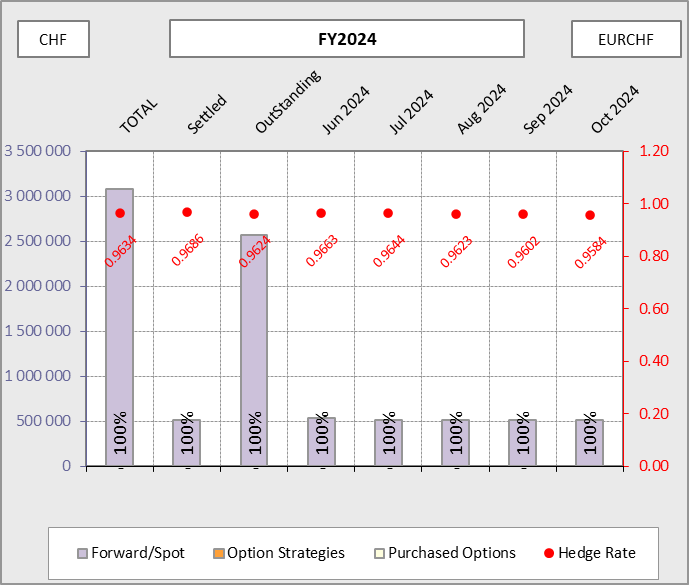 CHF
FY2024
EURCHF
TOTAL
Settled
OutStanding
Jun 2024
Jul 2024
Aug 2024
Sep 2024
Oct 2024
3 500 000
3 000 000
2 500 000
2 000 000
1 500 000
1 000 000
500 000
0
1.20
1.00
0.80
0.60
0.40
0.20
0.00
0.9634
0.9686
0.9624
0.9663
0.9644
0.9623
0.9602
0.9584
100%
100%
100%
100%
100%
100%
100%
100%
-
-
-
-
-
-
-
-
Forward/Spot
Option Strategies
Purchased Options
Hedge Rate